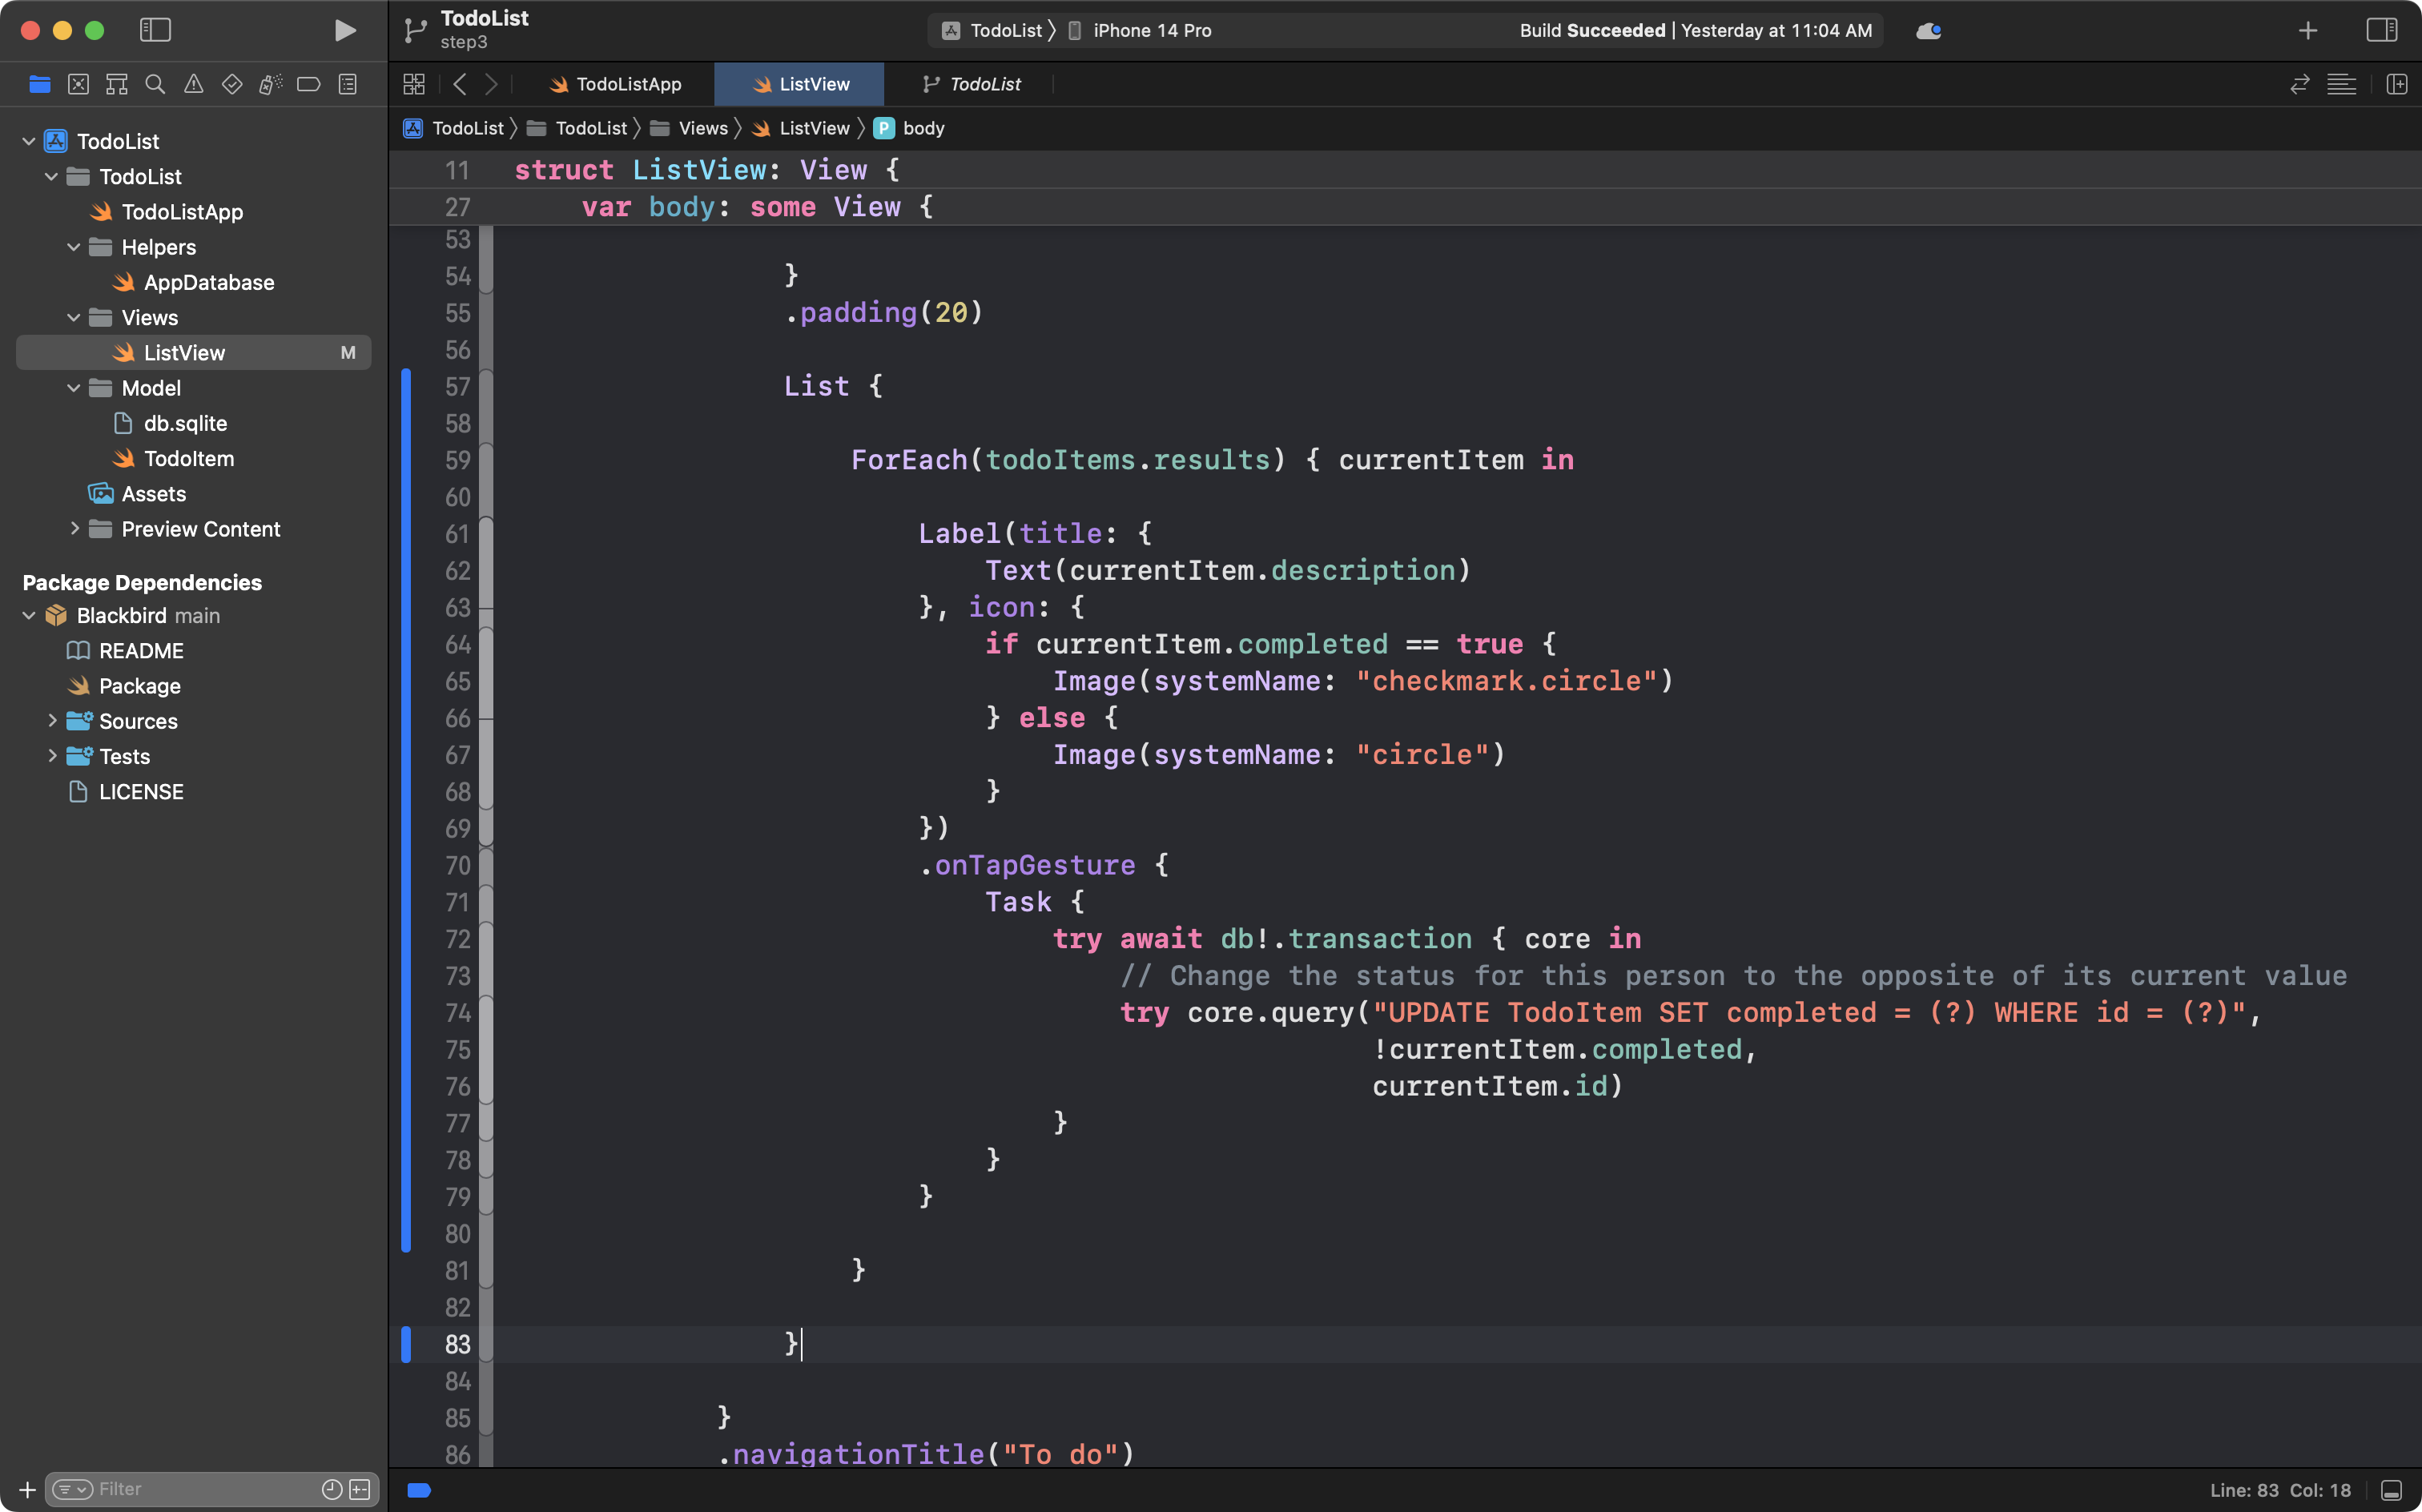 TodoList
step3
TodoList
iPhone 14 Pro
Build Succeeded | Yesterday at 11:04 AM
TodoListApp
ListView
TodoList
TodoList
TodoList
Views
ListView
P
body
TodoList
TodoList
TodoListApp
Helpers
AppDatabase
Views
ListView
M
Model
db.sqlite
TodoItem
Assets
Preview Content
Package Dependencies
Blackbird main
README
Package
Sources
Tests
LICENSE
Filter
11 struct ListView: View {
27 var body: some View {
53
54 }
55 .padding(20)
56
57 List {
58
59 ForEach(todoItems.results) { currentItem in
60
61 Label(title: {
62 Text(currentItem.description)
63 }, icon: {
64 if currentItem.completed == true {
65 Image(systemName: "checkmark.circle")
66 } else {
67 Image(systemName: "circle")
68 }
69 })
70 .onTapGesture {
71 Task {
72 try await db!.transaction { core in
73 // Change the status for this person to the opposite of its current value
74 try core.query("UPDATE TodoItem SET completed = (?) WHERE id = (?)",
75 !currentItem.completed,
76 currentItem.id)
77 }
78 }
79 }
80
81 }
82
83 }
84
85 }
86 .navigationTitle("To do")
Line: 83 Col: 18